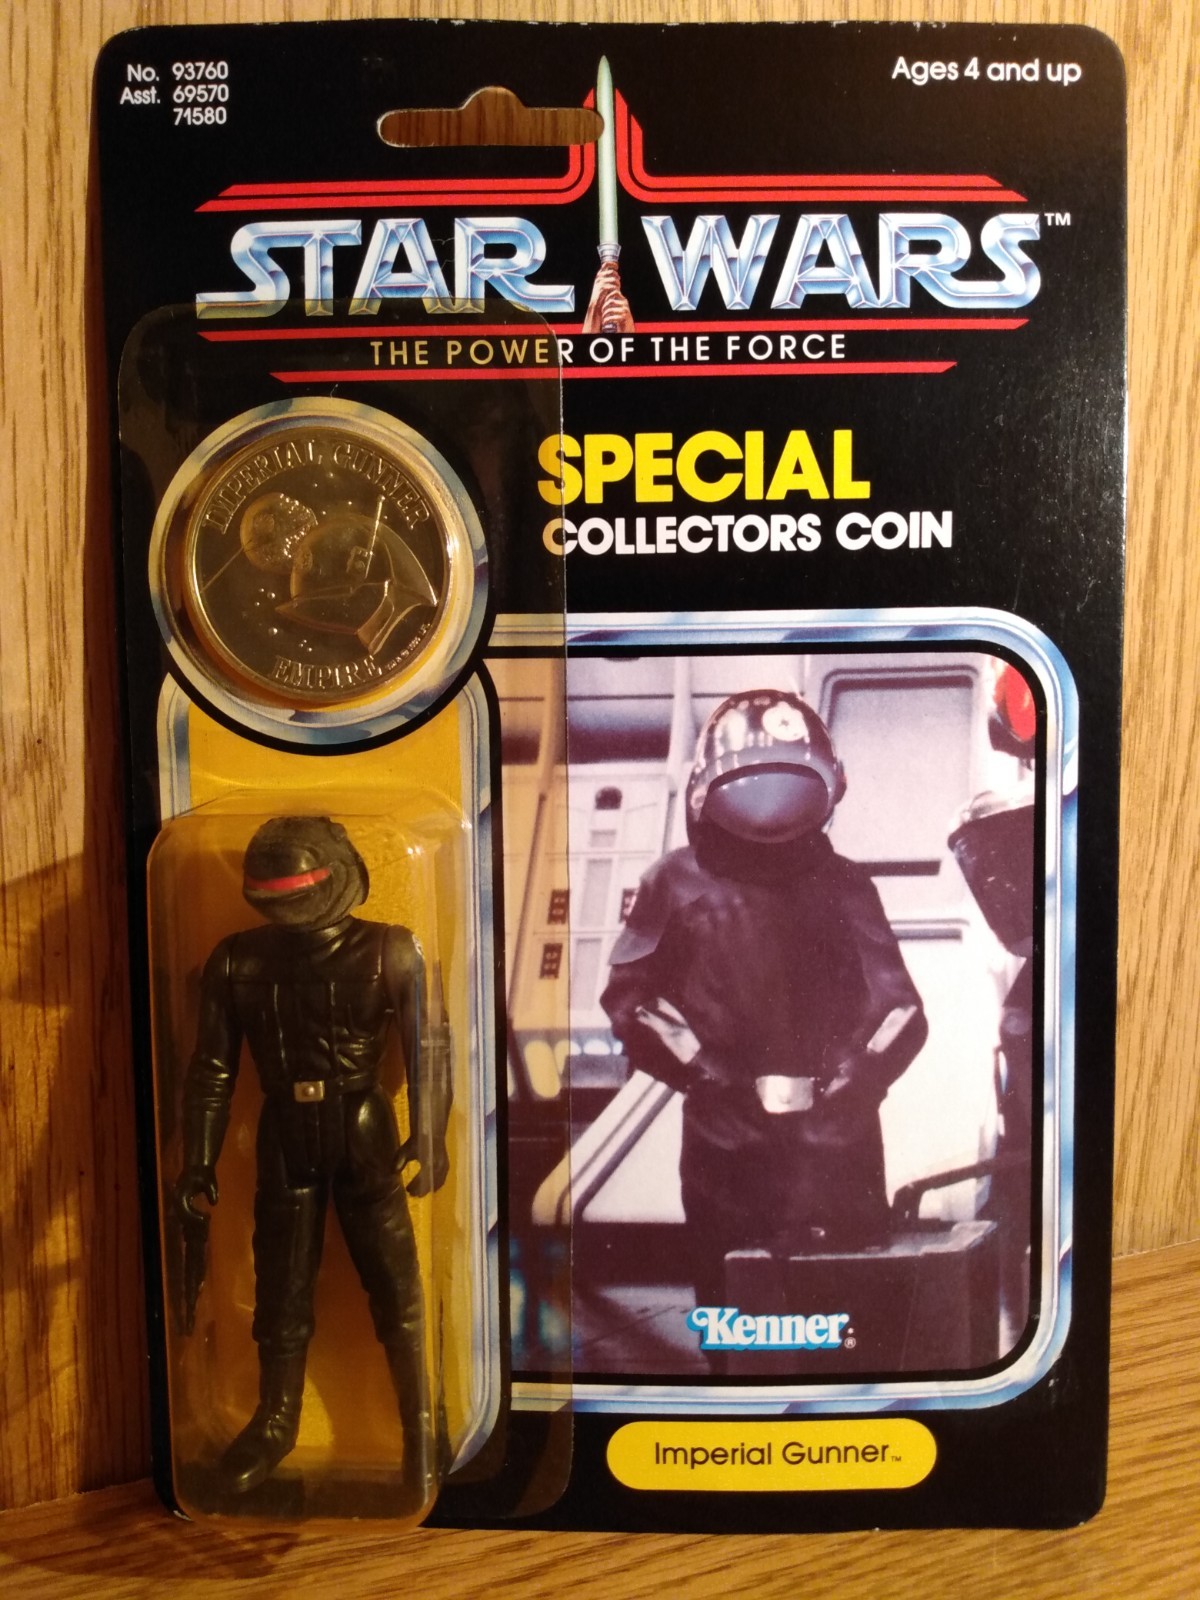 No. 93760
Asst. 69570
71580
Ages 4 and up
STAR WARS™
THE POWER OF THE FORCE
SPECIAL
COLLECTORS COIN
IMPERIAL GUNNER
EMPIRE
Kenner®
Imperial Gunner™